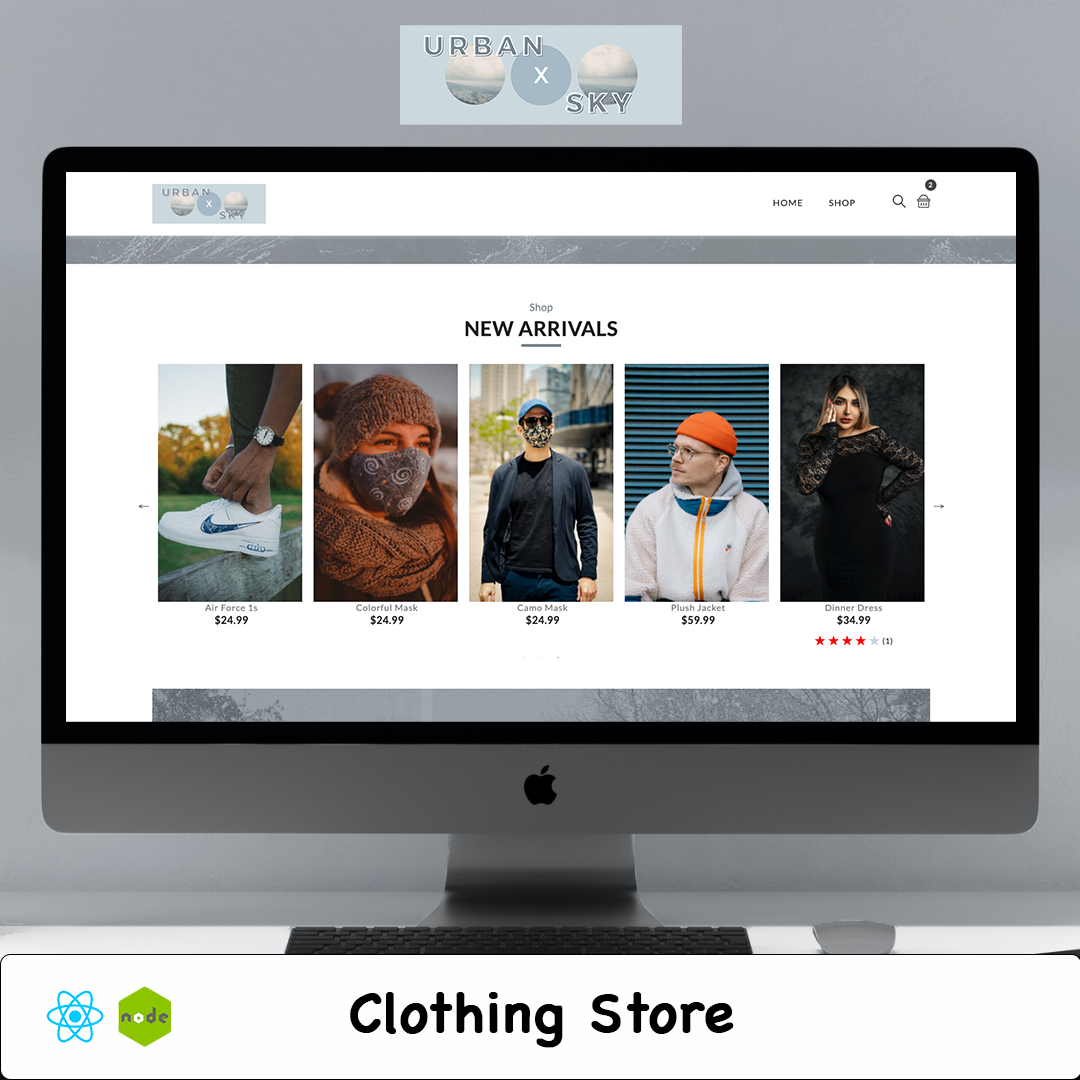 URBAN
X
SKY
URBAN
X
SKY
HOME
SHOP
2
Shop
NEW ARRIVALS
Air Force 1s
Colorful Mask
Camo Mask
Plush Jacket
Dinner Dress
$24.99
$24.99
$24.99
$59.99
$34.99
(1)
node
Clothing Store